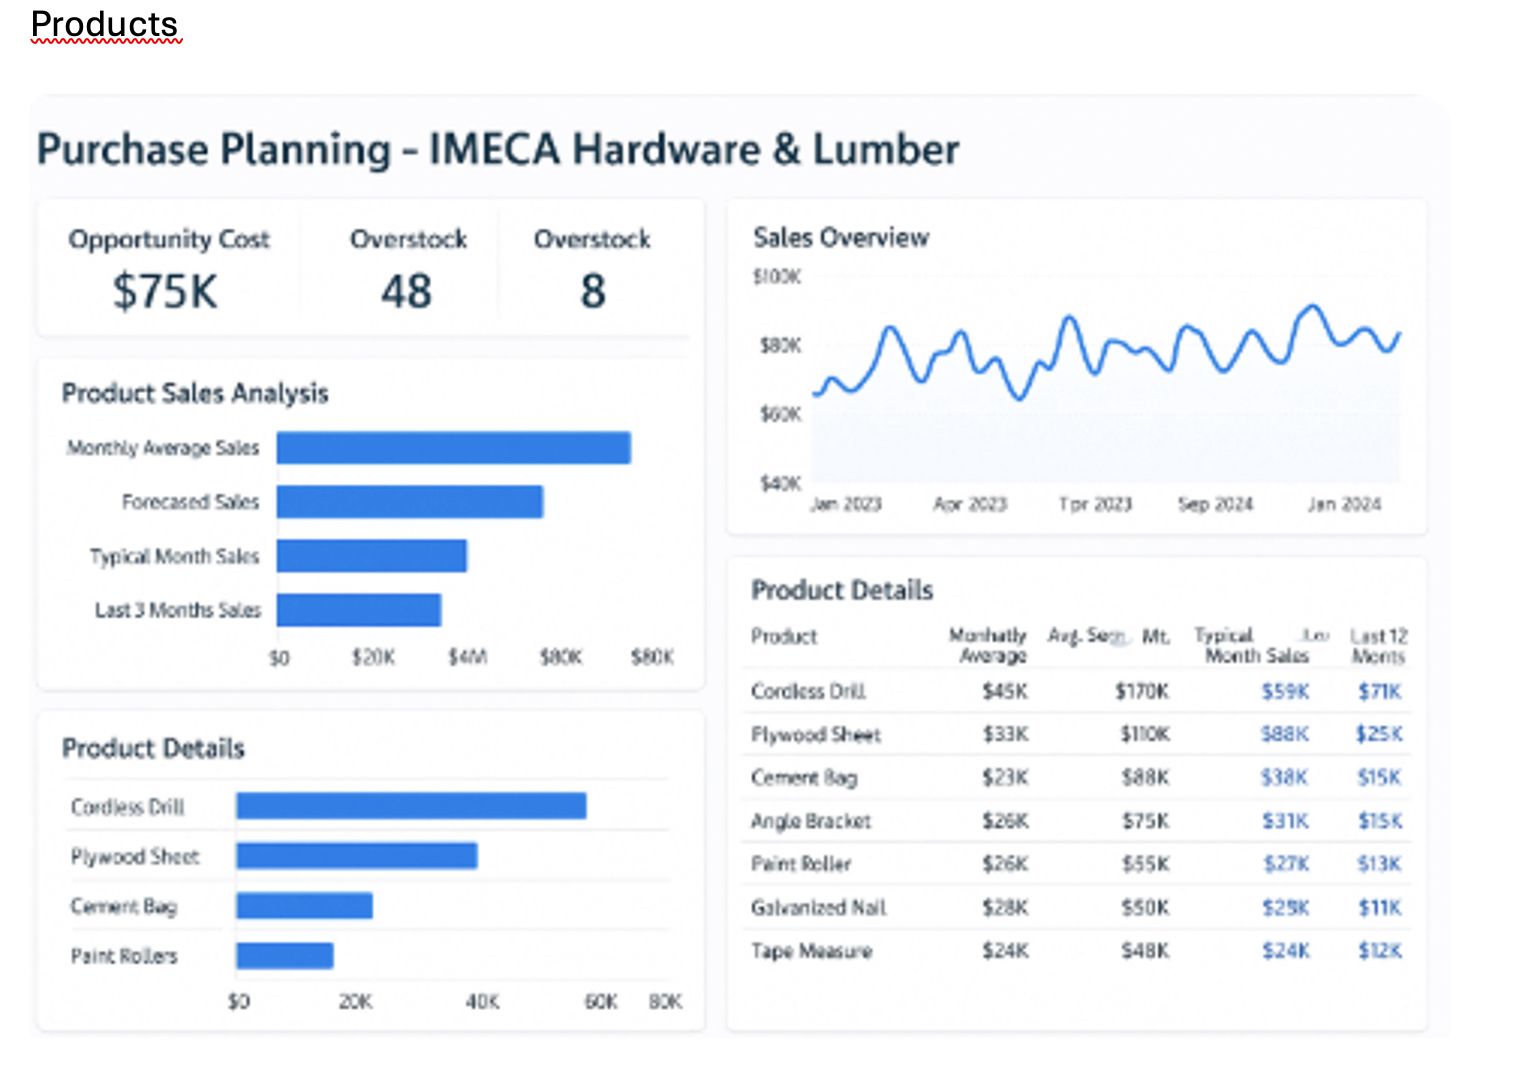 Products
Purchase Planning - IMECA Hardware & Lumber
Opportunity Cost
$75K
Overstock
48
Overstock
8
Product Sales Analysis
Monthly Average Sales
Forecased Sales
Typical Month Sales
Last 3 Months Sales
$0 $20K $4M $80K $80K
Product Details
Cordless Drill
Plywood Sheet
Cement Bag
Paint Rollers
$0 20K 40K 60K 80K
Sales Overview
$100K
$80K
$60K
$40K
Jan 2023 Apr 2023 Tpr 2023 Sep 2024 Jan 2024
Product Details
Product Monhatly Avg. Mt. Typical Last 12
Average Month Sales Monts
Cordless Drill $45K $170K $59K $71K
Plywood Sheet $33K $110K $88K $25K
Cement Bag $23K $88K $38K $15K
Angle Bracket $26K $75K $31K $15K
Paint Roller $26K $55K $27K $13K
Galvanized Nail $28K $50K $29K $11K
Tape Measure $24K $48K $24K $12K